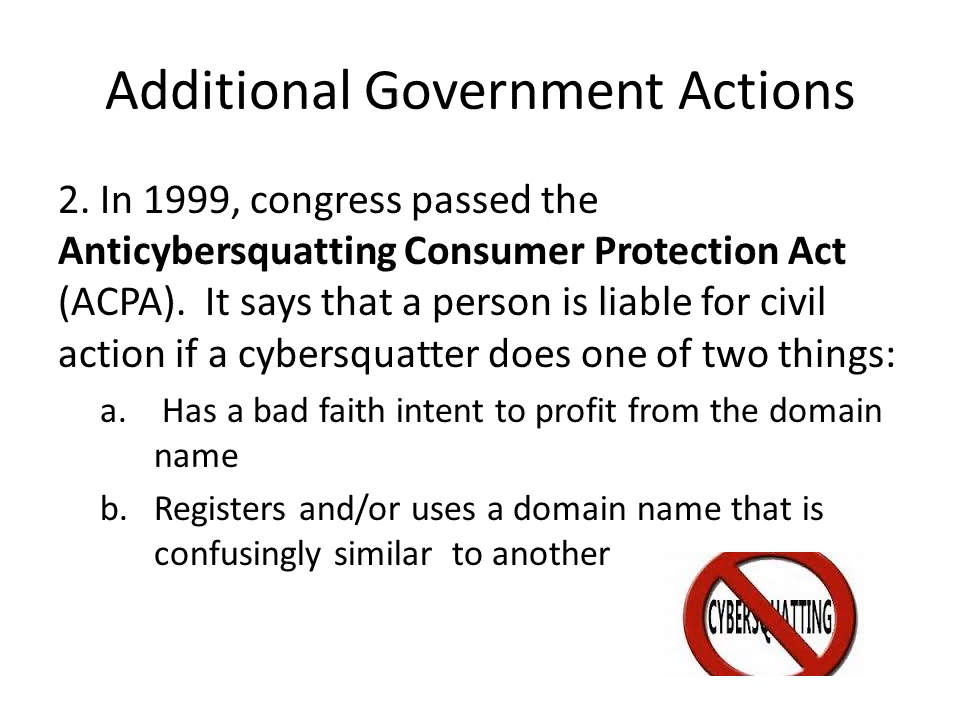 Additional Government Actions
2. In 1999, congress passed the
Anticybersquatting Consumer Protection Act
(ACPA). It says that a person is liable for civil
action if a cybersquatter does one of two things:
a. Has a bad faith intent to profit from the domain
name
b. Registers and/or uses a domain name that is
confusingly similar to another
CYBERSQUATTING